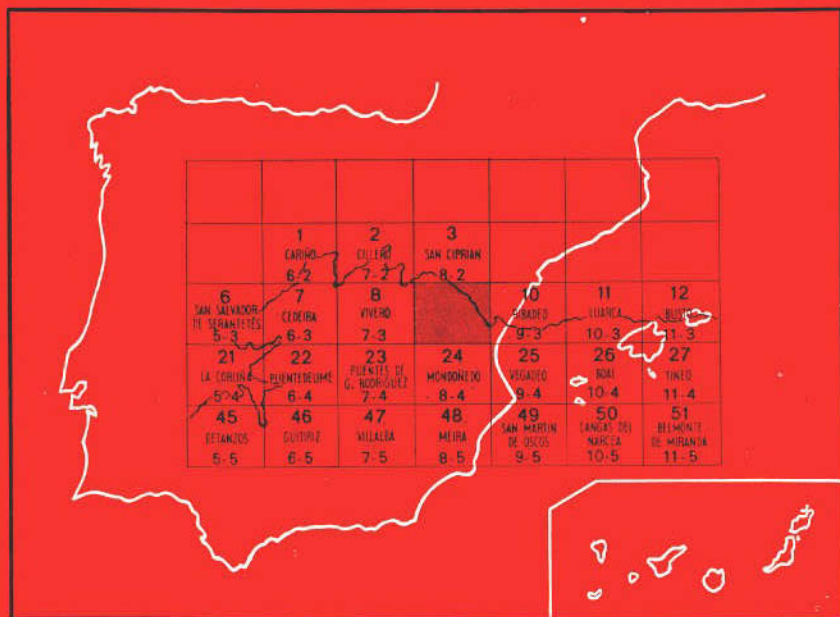 1 2 3
CARIÑO CILLERO SAN CIPRIAN
6-2 7-2 8-2
6 7 8 10 11 12
SAN SALVADOR DE SERANTETES CEDEIRA VIVERO RIBADEO LUARCA BUSTO
5-3 6-3 7-3 9-3 10-3 11-3
21 22 23 24 25 26 27
LA CORUÑA PUENTEDEUME PUENTES DE G. RODRIGUEZ MONDOÑEDO VEGADEO BOAL TINEO
5-4 6-4 7-4 8-4 9-4 10-4 11-4
45 46 47 48 49 50 51
BETANZOS GUITIRIZ VILLALBA MEIRA SAN MARTIN DE OSCOS CANGAS DEL NARCEA BELMONTE DE MIRANDA
5-5 6-5 7-5 8-5 9-5 10-5 11-5